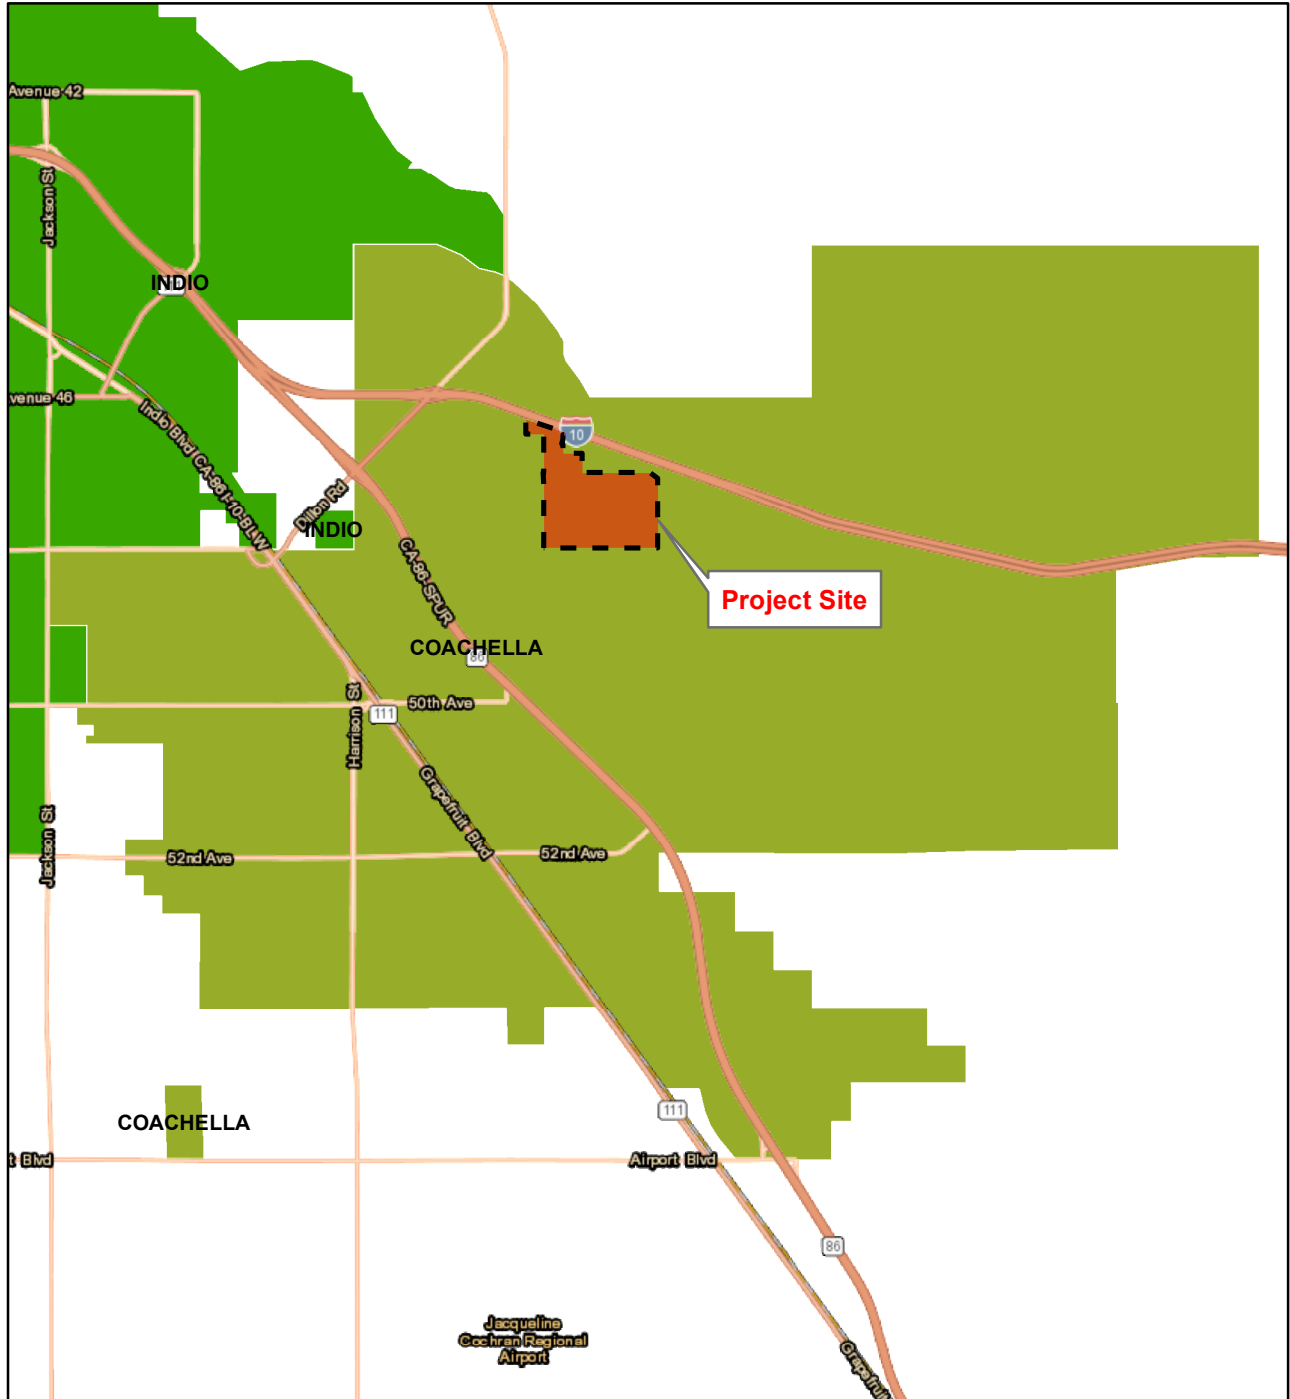 Avenue 42
Jackson St
INDIO
venue 46
10
Indio Blvd CA-86 I-10-BL W
Dillon Rd
INDIO
CA-86-SPUR
Project Site
COACHELLA
86
50th Ave
111
Harrison St
Grapefruit Blvd
Jackson St
52nd Ave
52nd Ave
111
COACHELLA
t Blvd
Airport Blvd
86
Jacqueline
Cochran Regional
Airport
Grapefruit